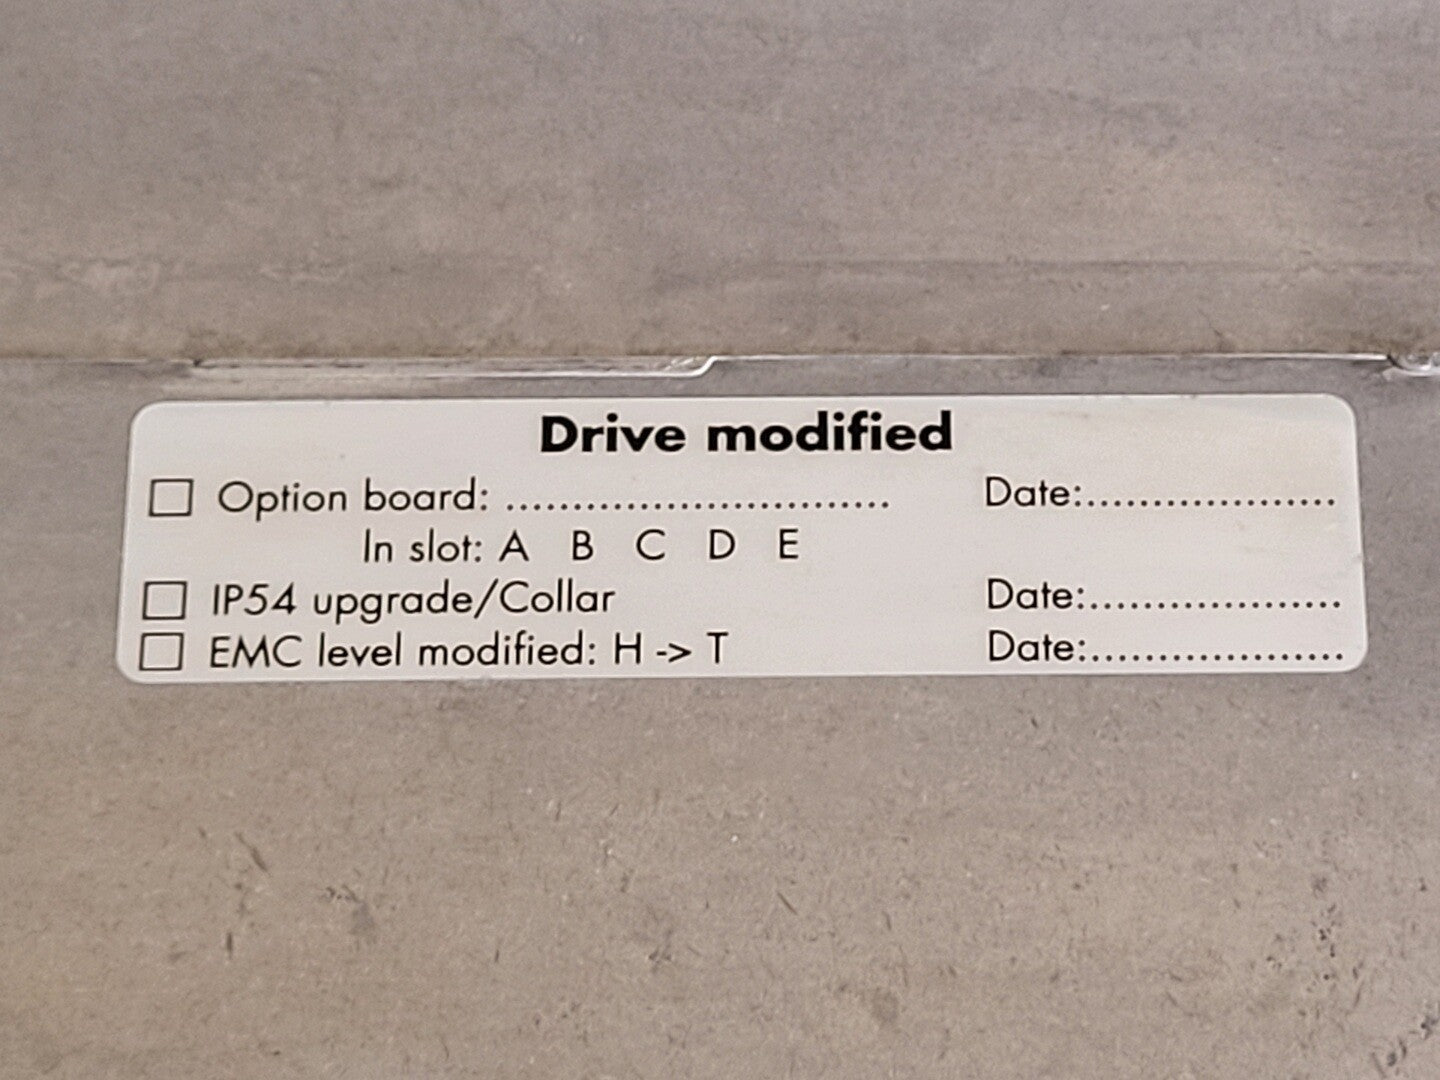 Drive modified
☐ Option board: ............................. Date:...................
In slot: A B C D E
☐ IP54 upgrade/Collar Date:...................
☐ EMC level modified: H -> T Date:...................